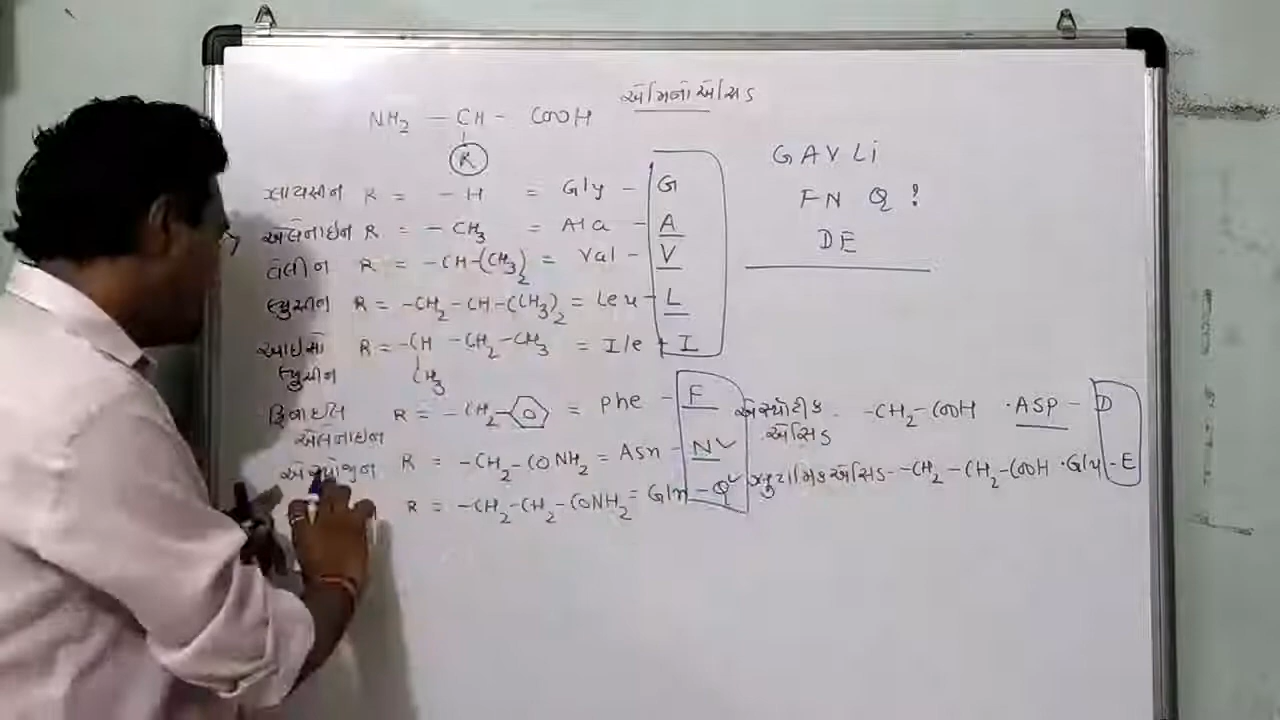 એમિનો એસિડ
NH2 — CH - COOH
R
GAVLi
FN Q !
DE
ગ્લાયસીન R = - H = Gly - G
એલેનાઇન R = - CH3 = Ala - A
વેલીન R = -CH-(CH3)2 = Val - V
લ્યુસીન R = -CH2-CH-(CH3)2 = Leu - L
આઇસો R = -CH -CH2-CH3 = Ile - I
લ્યુસીન CH3
ફિનાઇલ R = -CH2- = Phe - F
એલેનાઇન
R = -CH2-CONH2 = Asn - N
R = -CH2-CH2-CONH2 = Gln - Q
એસ્પાર્ટીક -CH2-COOH · ASP - D
એસિડ
ગ્લુટામિક એસિડ - -CH2-CH2-COOH · Gly - E